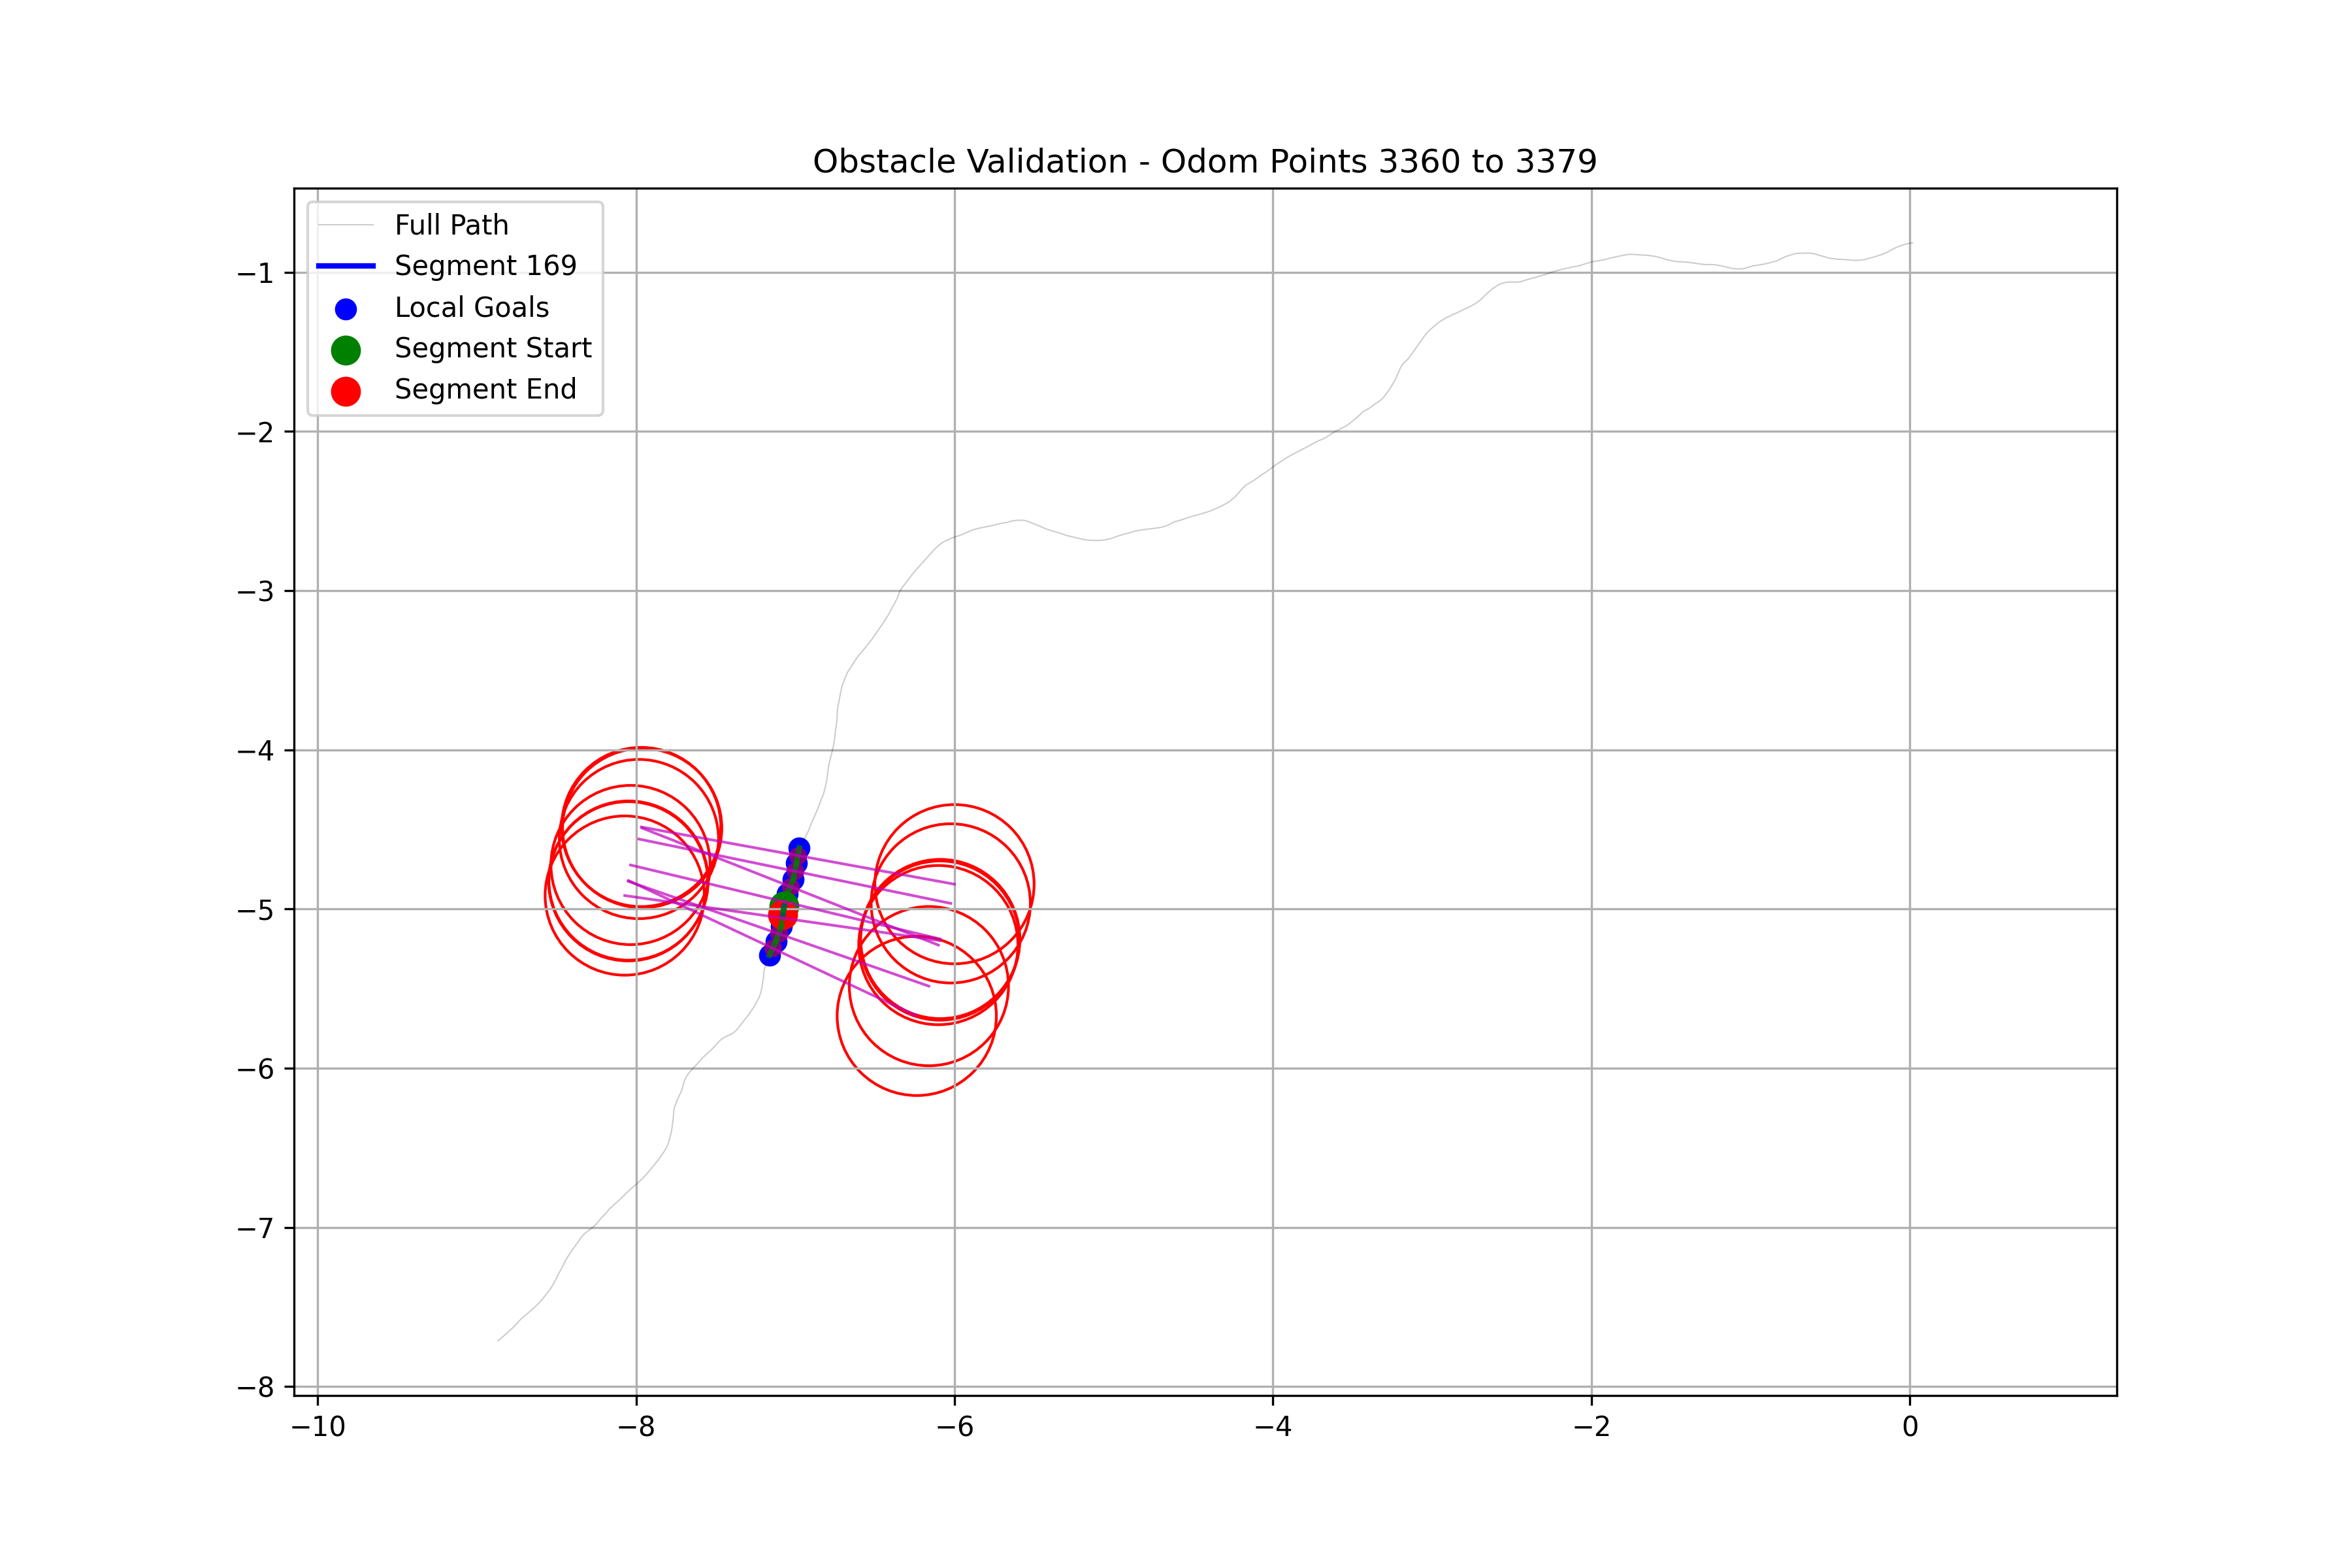 Obstacle Validation - Odom Points 3360 to 3379
Full Path
Segment 169
Local Goals
Segment Start
Segment End
−1
−2
−3
−4
−5
−6
−7
−8
−10
−8
−6
−4
−2
0